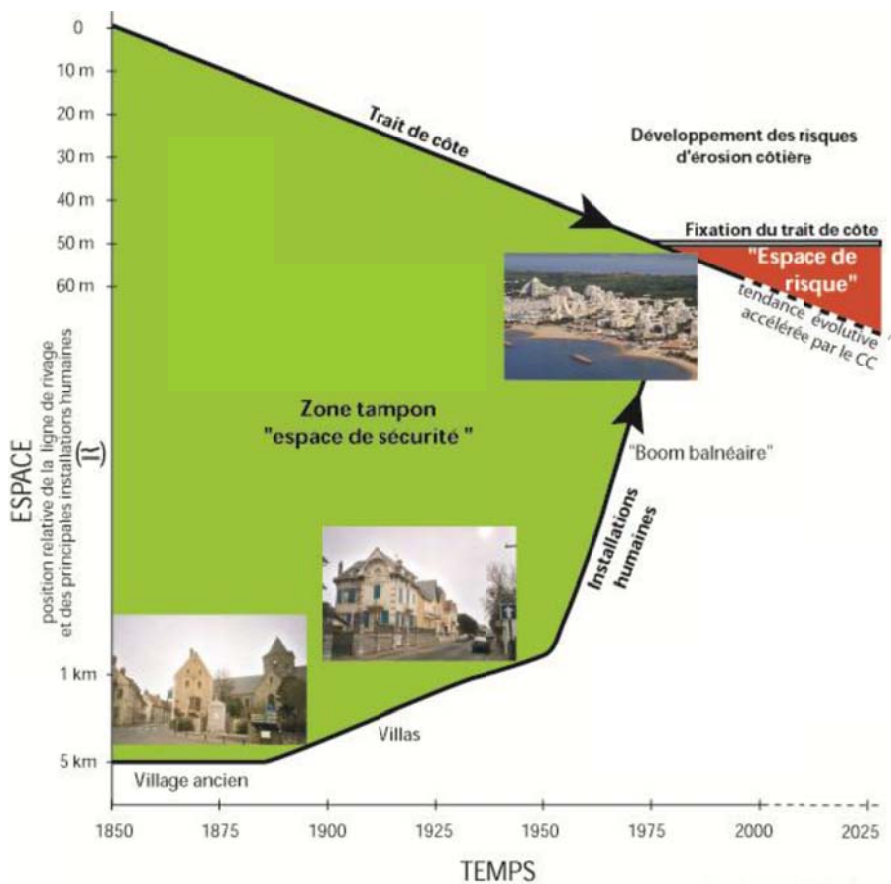 0
10 m
20 m
30 m
40 m
50 m
60 m
1 km
5 km
ESPACE
position relative de la ligne de rivage
et des principales installations humaines
(≈)
Trait de côte
Développement des risques
d'érosion côtière
Fixation du trait de côte
"Espace de
risque"
tendance évolutive
accélérée par le CC
Zone tampon
"espace de sécurité "
"Boom balnéaire"
Installations
humaines
Villas
Village ancien
1850
1875
1900
1925
1950
1975
2000
2025
TEMPS